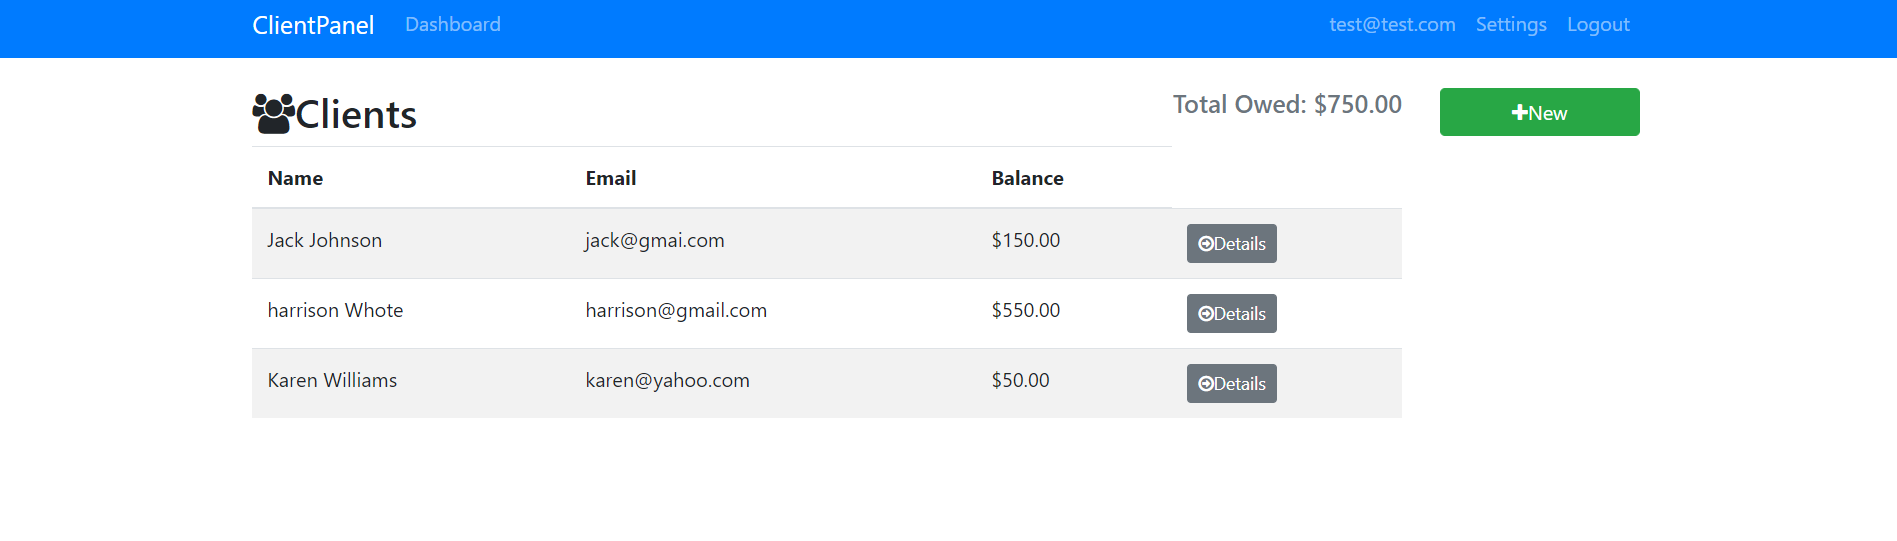 ClientPanel Dashboard test@test.com Settings Logout
Clients Total Owed: $750.00 New
Name Email Balance
Jack Johnson jack@gmai.com $150.00 Details
harrison Whote harrison@gmail.com $550.00 Details
Karen Williams karen@yahoo.com $50.00 Details